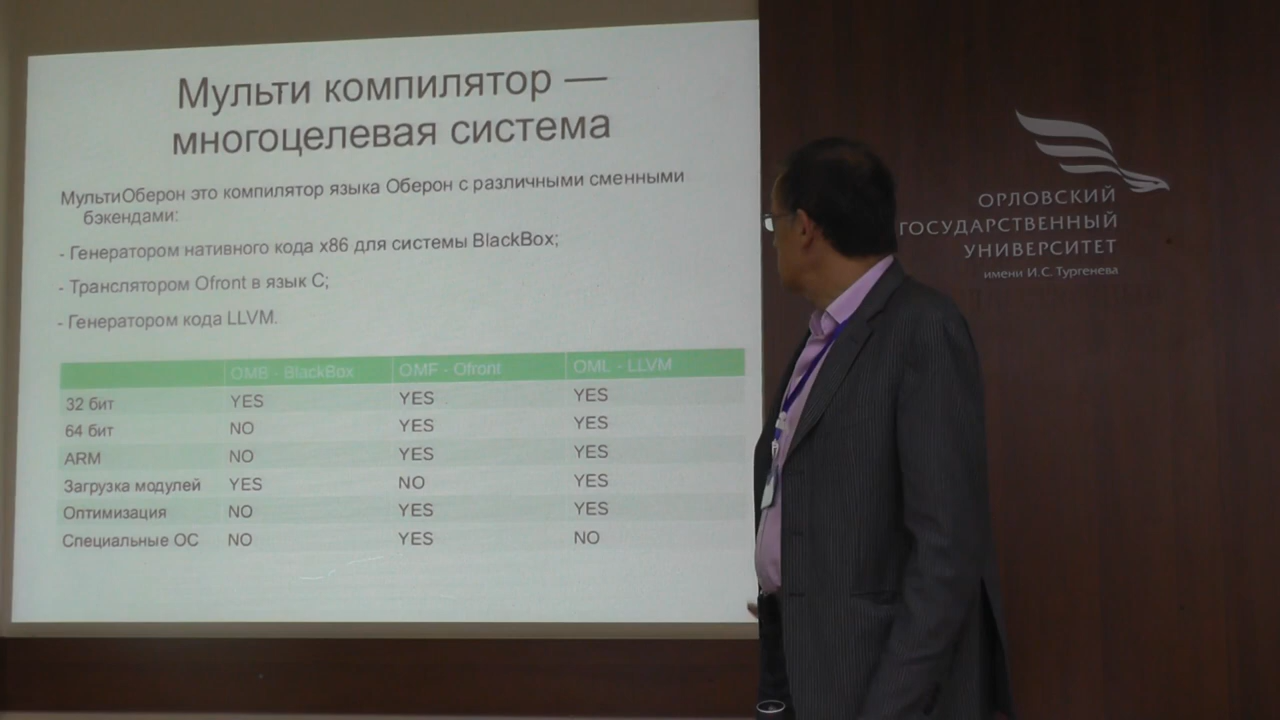 Мульти компилятор —
многоцелевая система
МультиОберон это компилятор языка Оберон с различными сменными
бэкендами:
- Генератором нативного кода x86 для системы BlackBox;
- Транслятором Ofront в язык C;
- Генератором кода LLVM.
OMB - BlackBox OMF - Ofront OML - LLVM
32 бит YES YES YES
64 бит NO YES YES
ARM NO YES YES
Загрузка модулей YES NO YES
Оптимизация NO YES YES
Специальные ОС NO YES NO
ОРЛОВСКИЙ
ГОСУДАРСТВЕННЫЙ
УНИВЕРСИТЕТ
имени И.С. Тургенева